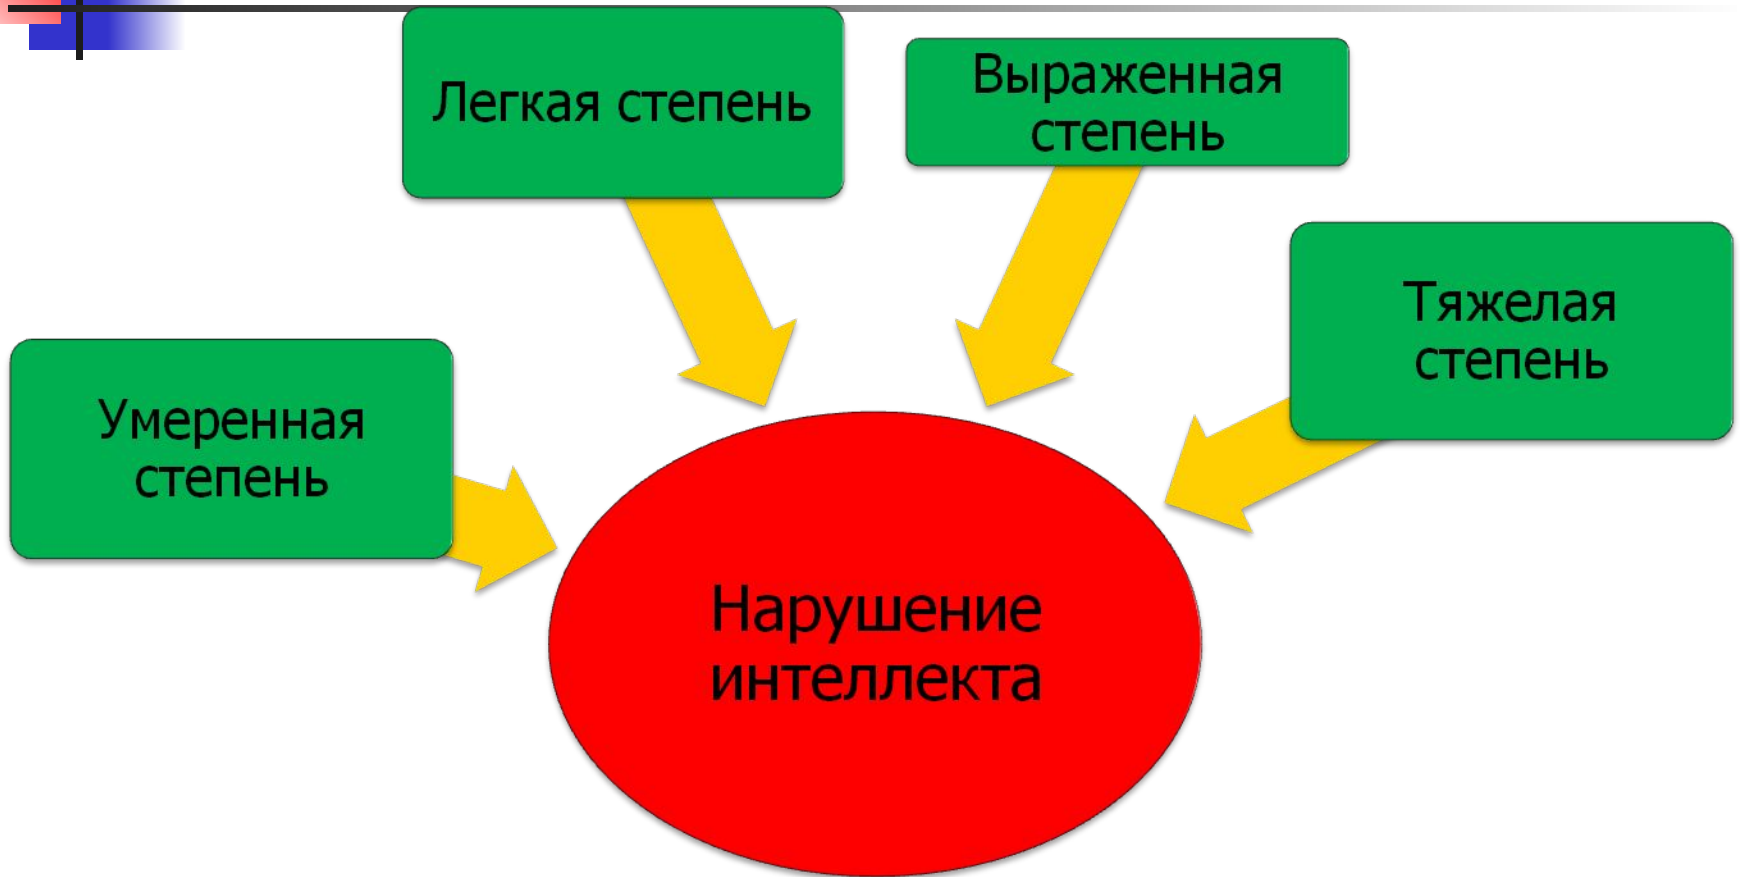 Легкая степень
Выраженная
степень
Тяжелая
степень
Умеренная
степень
Нарушение
интеллекта